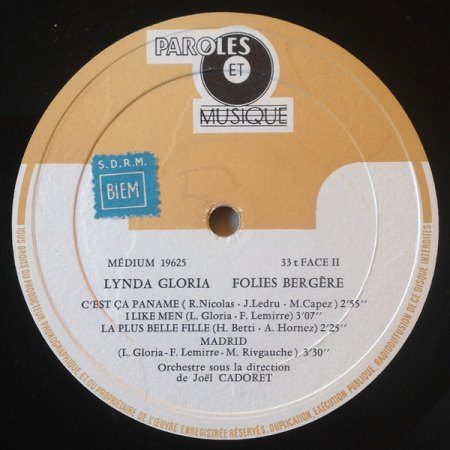 PAROLES
ET
MUSIQUE
S.D.R.M.
BIEM
MÉDIUM 19625 33 t FACE II
LYNDA GLORIA FOLIES BERGÈRE
C'EST ÇA PANAME ( R.Nicolas - J.Ledru - M.Capez ) 2'55''
I LIKE MEN (L. Gloria - F. Lemirre) 3'07''
LA PLUS BELLE FILLE (H. Betti - A. Hornez) 2'25''
MADRID
(L. Gloria - F. Lemirre - M. Rivgauche) 3'30''
Orchestre sous la direction
de Joël CADORET
TOUS DROITS DU PRODUCTEUR PHONOGRAPHIQUE ET DU PROPRIÉTAIRE DE L'ŒUVRE ENREGISTRÉE RÉSERVÉS. DUPLICATION, EXÉCUTION PUBLIQUE, RADIODIFFUSION DE CE DISQUE INTERDITES